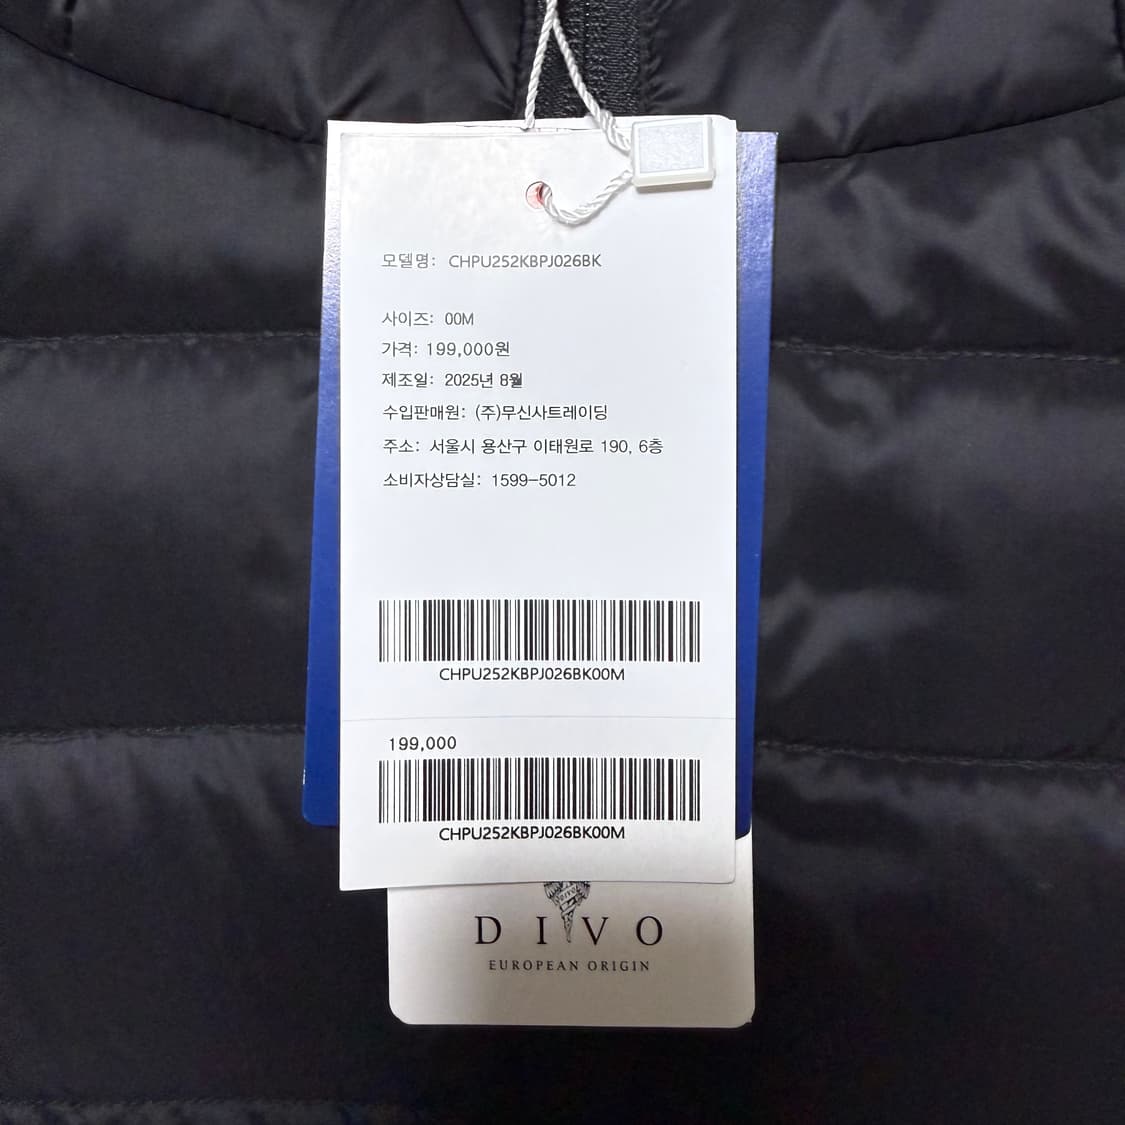 모델명: CHPU252KBPJ026BK
사이즈: 00M
가격: 199,000원
제조일: 2025년 8월
수입판매원: (주)무신사트레이딩
주소: 서울시 용산구 이태원로 190, 6층
소비자상담실: 1599-5012
CHPU252KBPJ026BK00M
199,000
CHPU252KBPJ026BK00M
DIVO
EUROPEAN ORIGIN